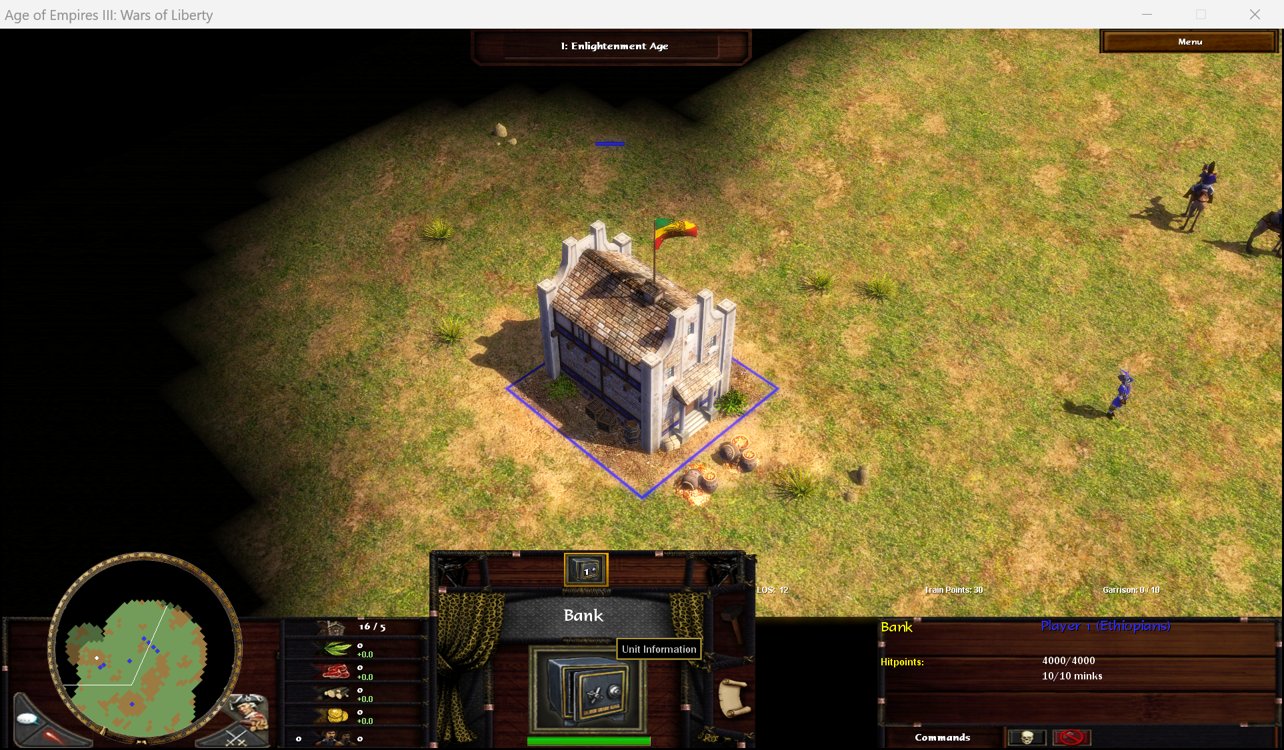 Age of Empires III: Wars of Liberty
1: Enlightenment Age
Menu
LOS: 12
Train Points: 30
Garrison: 0 / 10
16 / 5
0
+0.0
0
+0.0
0
+0.0
0
+0.0
0
0
1
Bank
Unit Information
Bank
Player 1 (Ethiopians)
Hitpoints:
4000/4000
10/10 minks
Commands